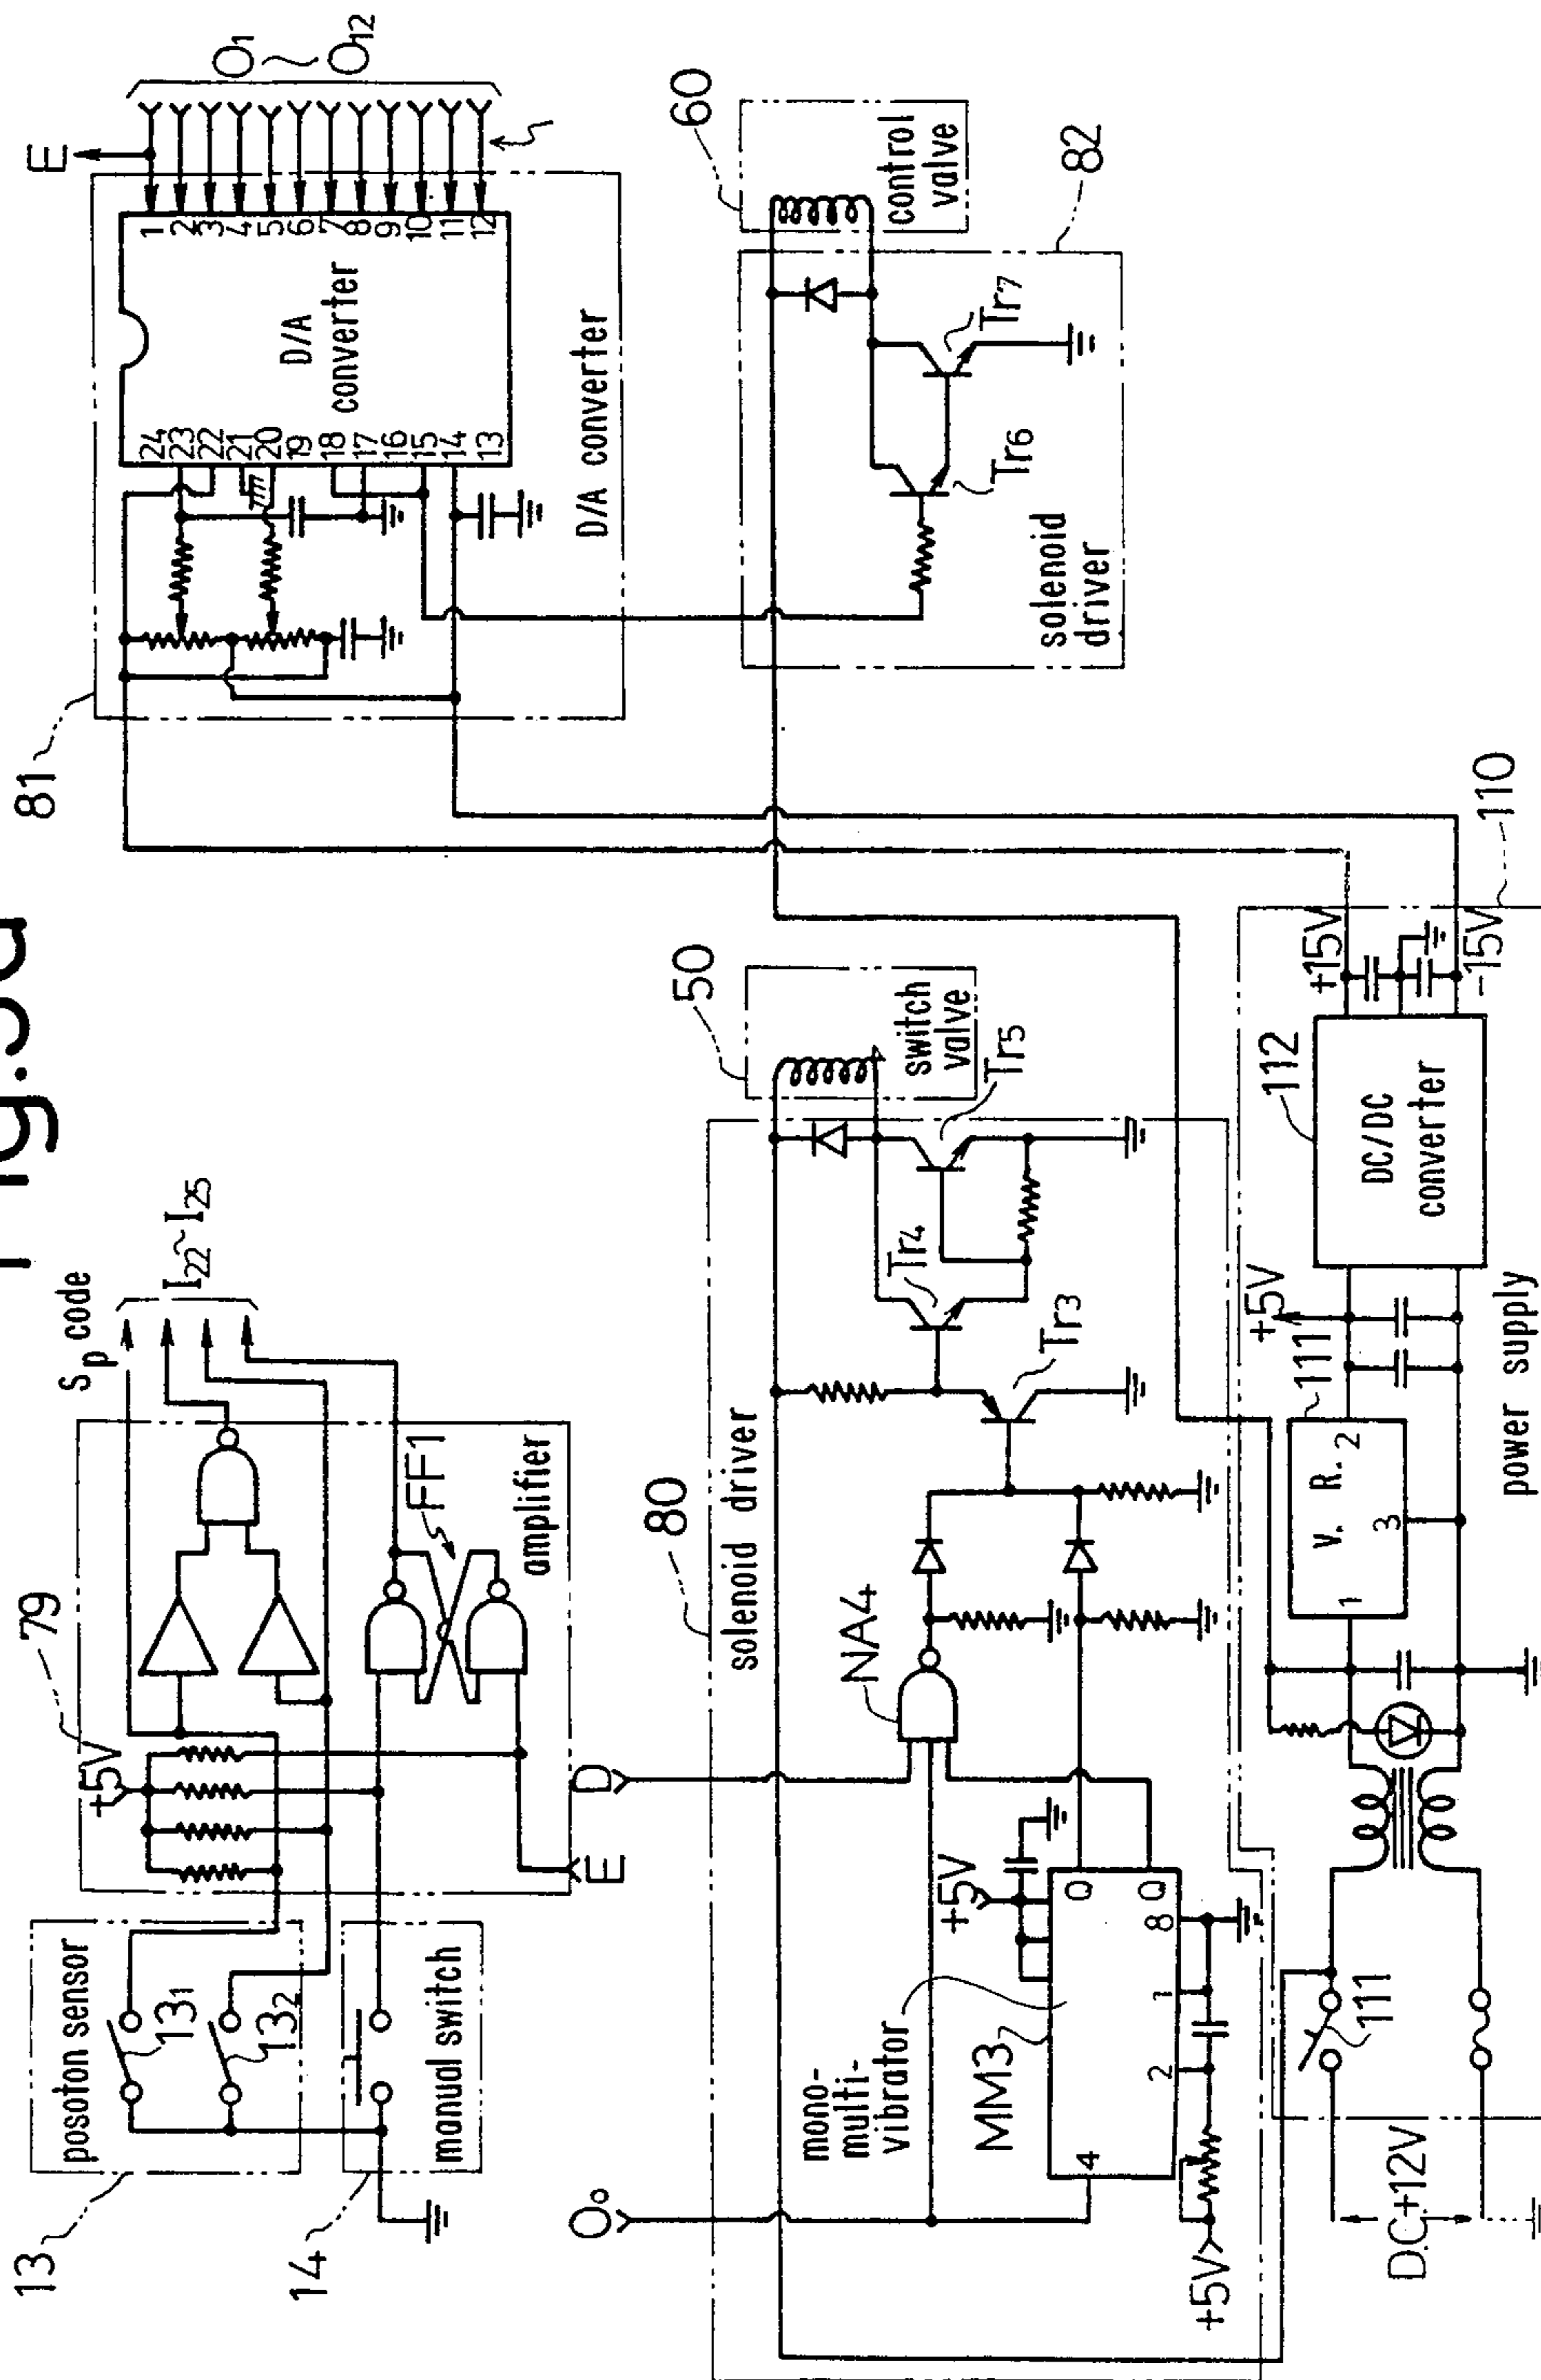 Fig.5d
13
posoton sensor
13₁
13₂
14
manual switch
79
+5V
Sp code
I₂₂~I₂₅
FF1
amplifier
E
D
O₀
80
solenoid driver
mono-
multi-
vibrator
MM3
4
2
1
8
Q
Q
+5V
+5V
NA4
Tr3
Tr4
Tr5
50
switch
valve
81
24
23
22
21
20
19
18
17
16
15
14
13
D/A
converter
1
2
3
4
5
6
7
8
9
10
11
12
E
O₁ ~ O₁₂
D/A converter
60
control
valve
82
solenoid
driver
Tr6
Tr7
110
D.C+12V
111
111
V. R.
1
2
3
+5V
112
DC/DC
converter
+15V
-15V
power supply